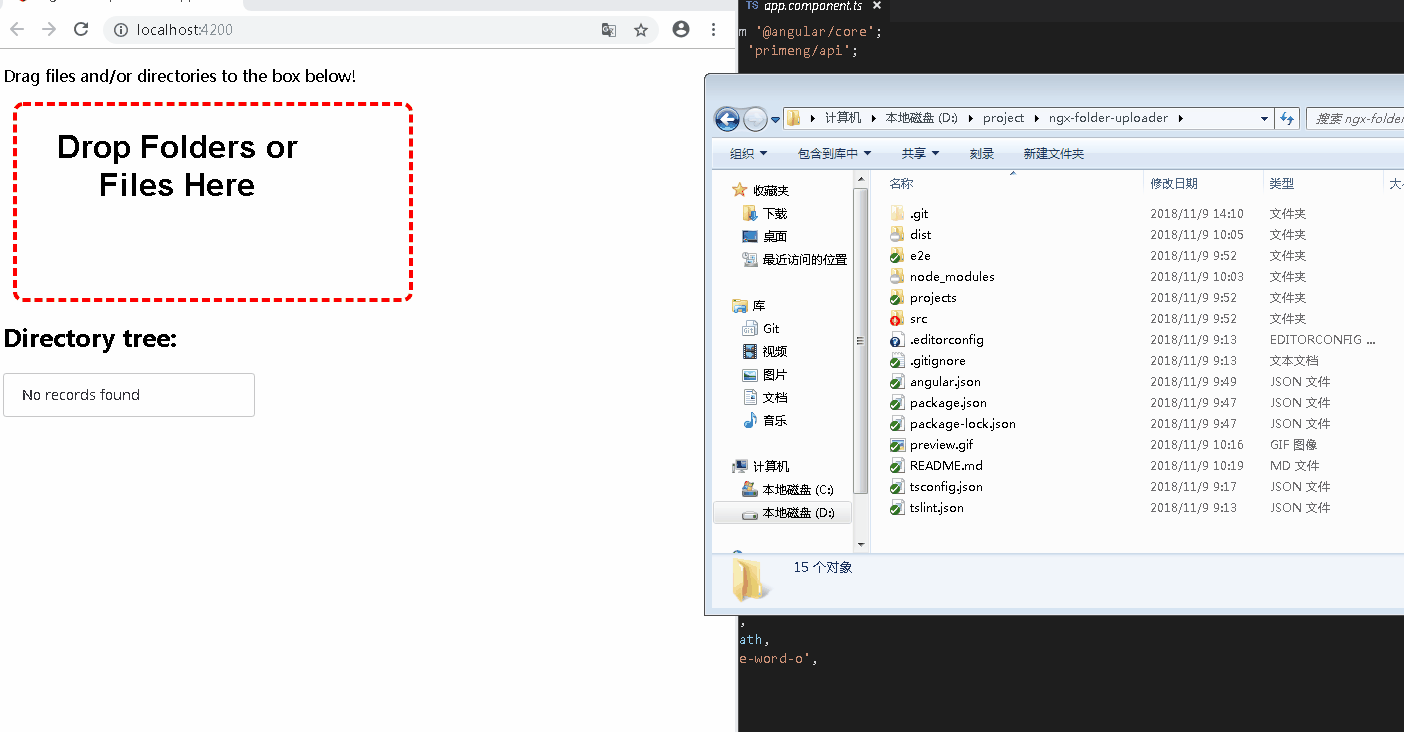 localhost:4200
Drag files and/or directories to the box below!
Drop Folders or
Files Here
Directory tree:
No records found
TS app.component.ts ×
m '@angular/core';
'primeng/api';
计算机 本地磁盘 (D:) project ngx-folder-uploader
搜索 ngx-folder
组织 包含到库中 共享 刻录 新建文件夹
收藏夹
下载
桌面
最近访问的位置
库
Git
视频
图片
文档
音乐
计算机
本地磁盘 (C:)
本地磁盘 (D:)
名称 修改日期 类型 大
.git 2018/11/9 14:10 文件夹
dist 2018/11/9 10:05 文件夹
e2e 2018/11/9 9:52 文件夹
node_modules 2018/11/9 10:03 文件夹
projects 2018/11/9 9:52 文件夹
src 2018/11/9 9:52 文件夹
.editorconfig 2018/11/9 9:13 EDITORCONFIG ...
.gitignore 2018/11/9 9:13 文本文档
angular.json 2018/11/9 9:49 JSON 文件
package.json 2018/11/9 9:47 JSON 文件
package-lock.json 2018/11/9 9:47 JSON 文件
preview.gif 2018/11/9 10:16 GIF 图像
README.md 2018/11/9 10:19 MD 文件
tsconfig.json 2018/11/9 9:17 JSON 文件
tslint.json 2018/11/9 9:13 JSON 文件
15 个对象
,
ath,
e-word-o',